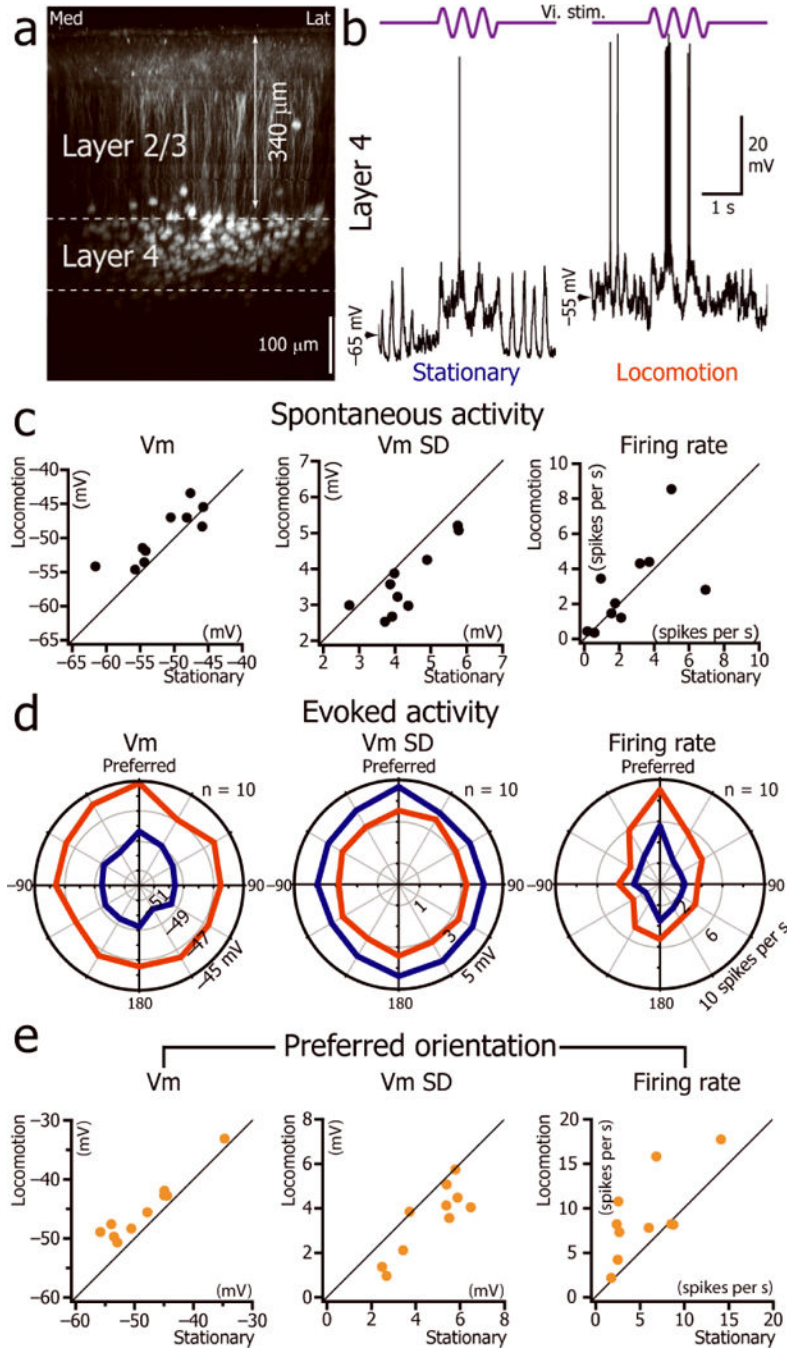 a
Med
Lat
Layer 2/3
340 µm
Layer 4
100 µm
b
Vi. stim.
Layer 4
20
mV
1 s
−65 mV
−55 mV
Stationary
Locomotion
c
Spontaneous activity
Vm
Vm SD
Firing rate
Locomotion
(mV)
−40
−45
−50
−55
−60
−65
(mV)
−65 −60 −55 −50 −45 −40
Stationary
Locomotion
(mV)
7
6
5
4
3
2
(mV)
2 3 4 5 6 7
Stationary
Locomotion
(spikes per s)
10
8
6
4
2
0
(spikes per s)
0 2 4 6 8 10
Stationary
d
Evoked activity
Vm
Preferred
n = 10
−90
−51
−49
−47
−45 mV
180
Vm SD
90
−90
1
3
5 mV
180
Firing rate
Preferred
n = 10
90
−90
2
6
10 spikes per s
90
180
e
Preferred orientation
Vm
Vm SD
Firing rate
Locomotion
(mV)
−30
−40
−50
−60
(mV)
−60 −50 −40 −30
Stationary
Locomotion
(mV)
8
6
4
2
0
(mV)
0 2 4 6 8
Stationary
Locomotion
(spikes per s)
20
15
10
5
0
(spikes per s)
0 5 10 15 20
Stationary